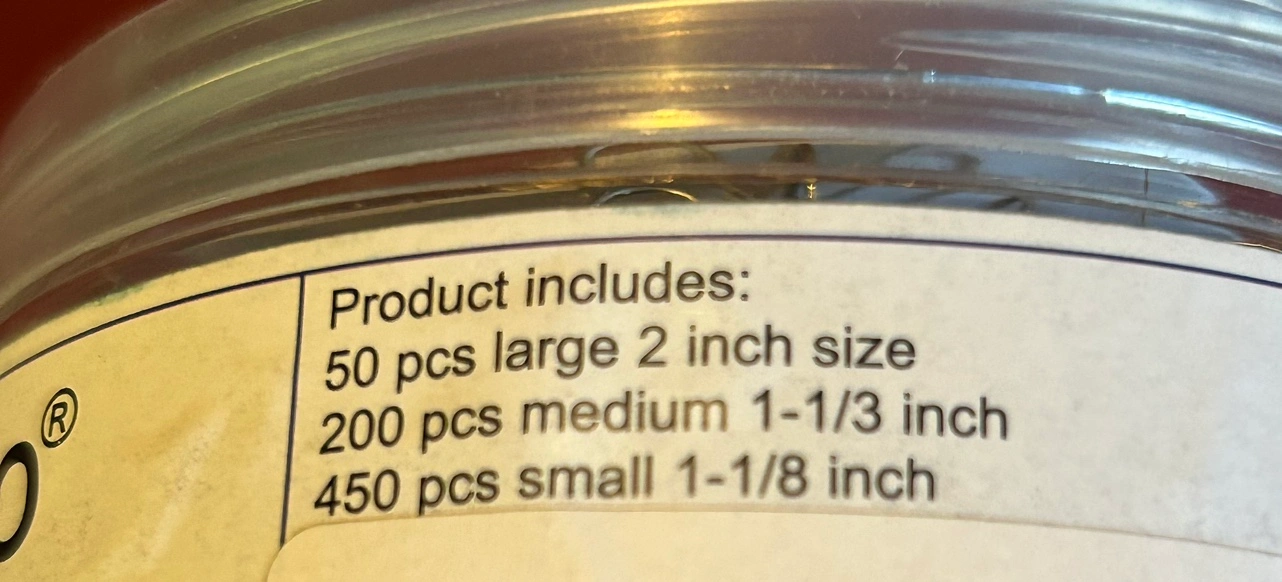 Product includes:
50 pcs large 2 inch size
200 pcs medium 1-1/3 inch
450 pcs small 1-1/8 inch
®